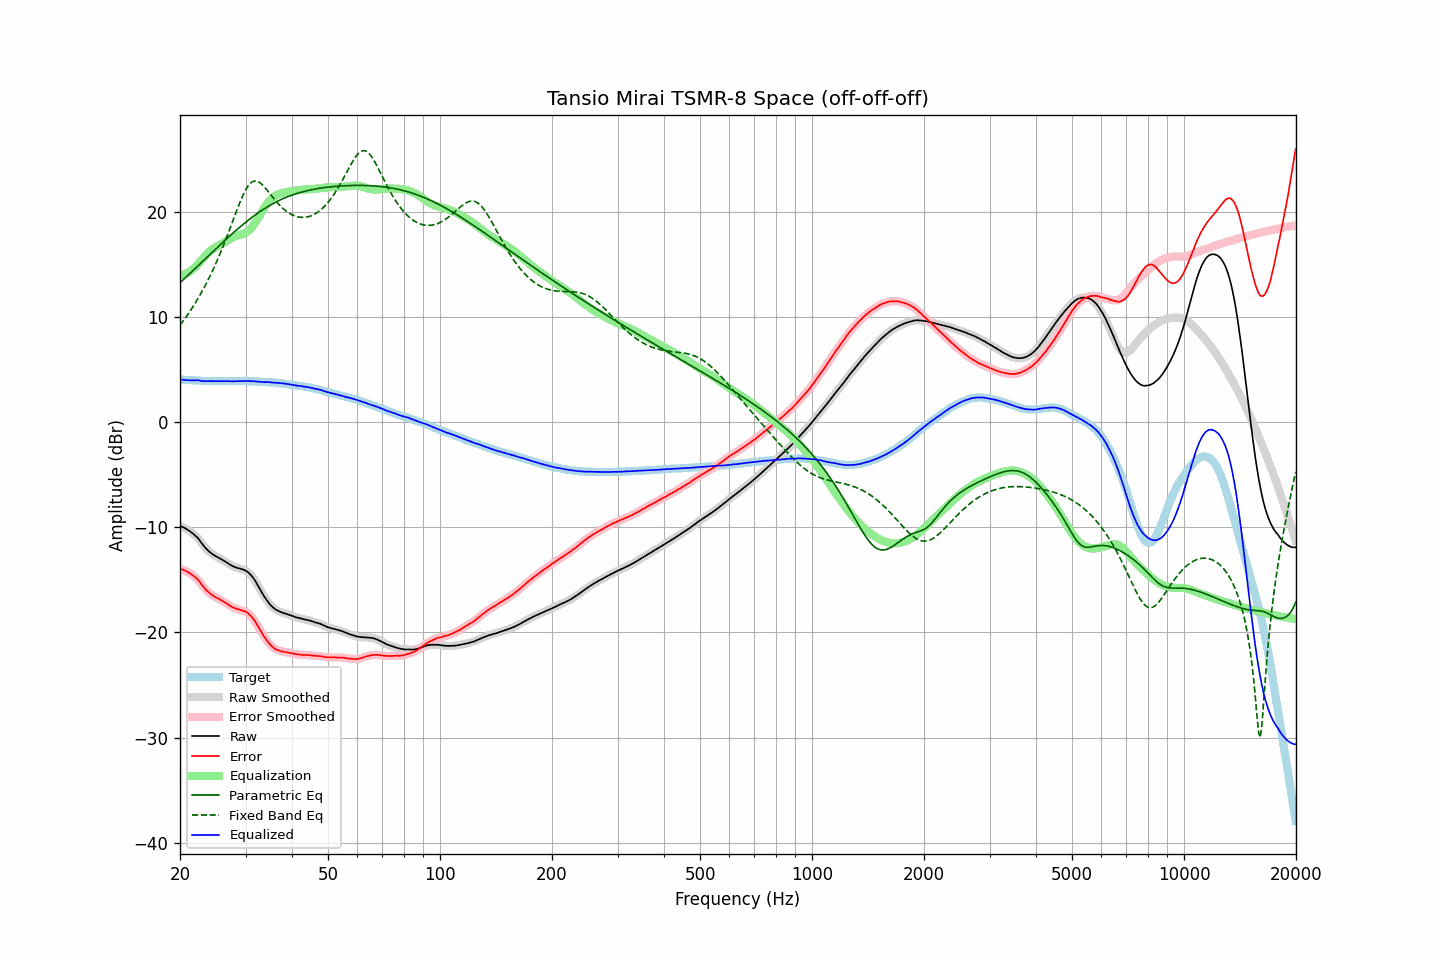 Tansio Mirai TSMR-8 Space (off-off-off)
Amplitude (dBr)
20
10
0
−10
−20
−30
−40
Target
Raw Smoothed
Error Smoothed
Raw
Error
Equalization
Parametric Eq
Fixed Band Eq
Equalized
20 50 100 200 500 1000 2000 5000 10000 20000
Frequency (Hz)